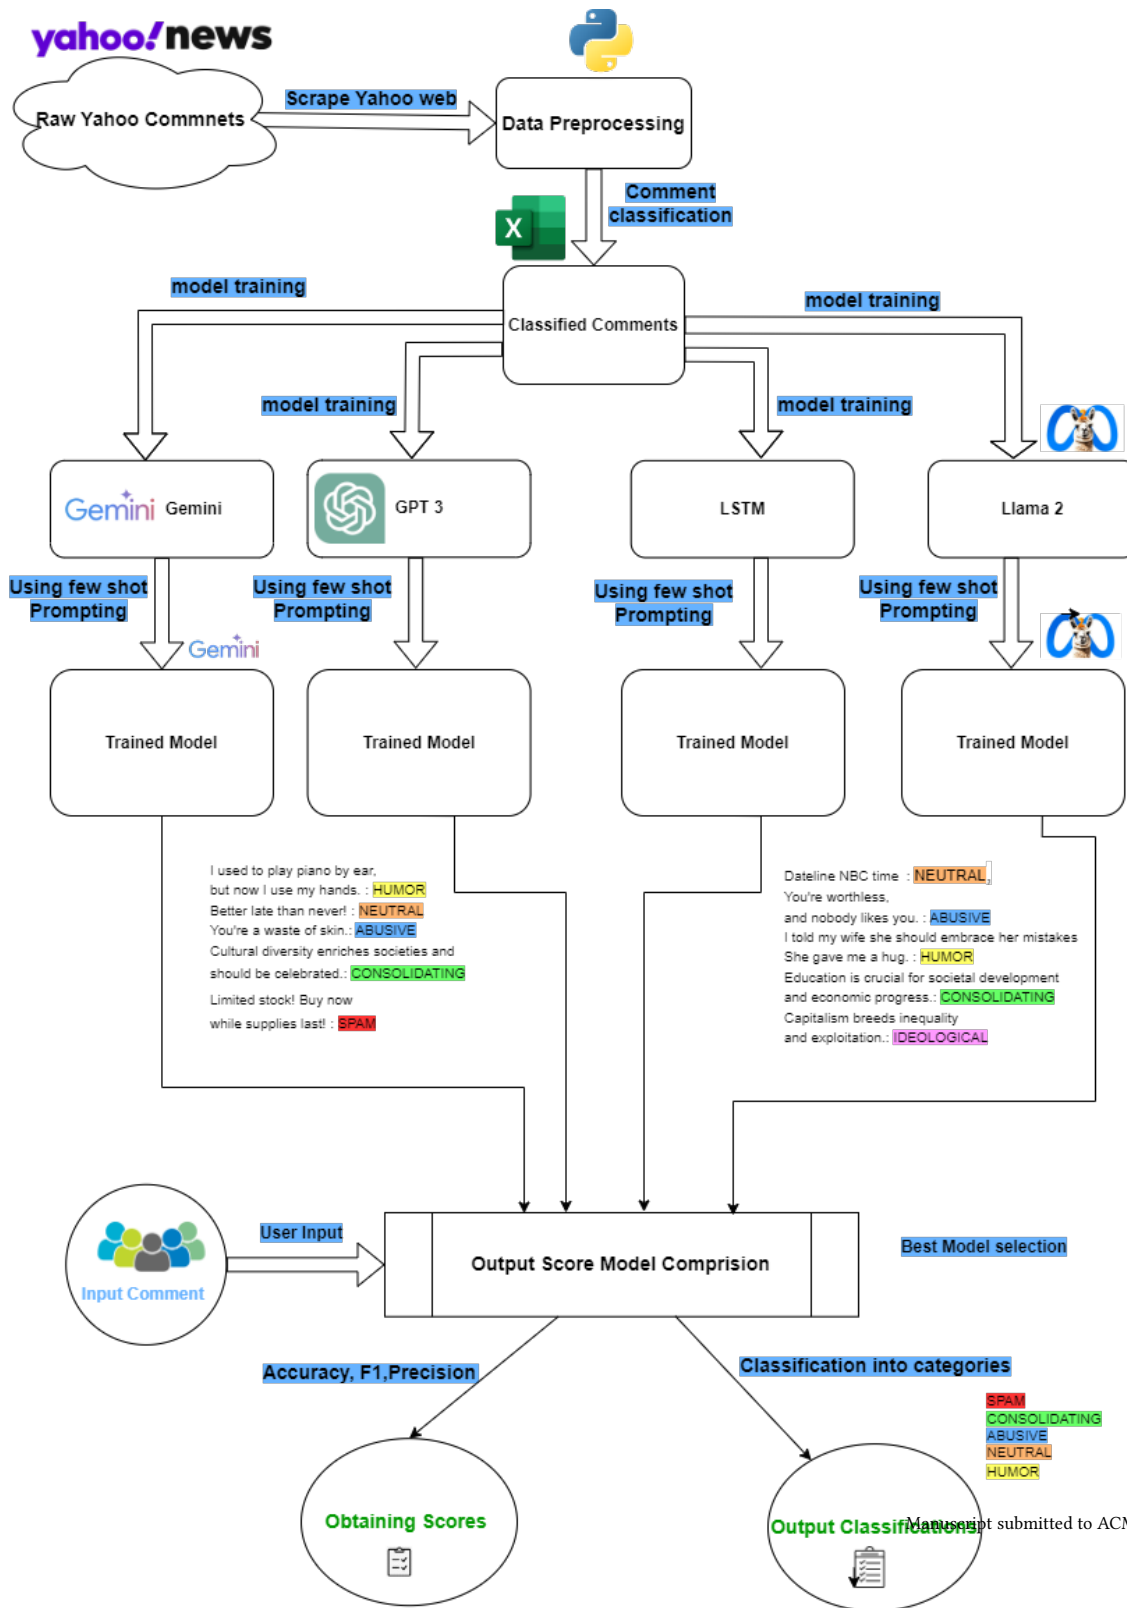 yahoo!news
Scrape Yahoo web
Raw Yahoo Commnets
Data Preprocessing
Comment
classification
X
model training
model training
Classified Comments
model training
model training
Gemini Gemini
GPT 3
LSTM
Llama 2
Using few shot
Prompting
Using few shot
Prompting
Using few shot
Prompting
Using few shot
Prompting
Gemini
Trained Model
Trained Model
Trained Model
Trained Model
I used to play piano by ear,
but now I use my hands. : HUMOR
Better late than never! : NEUTRAL
You're a waste of skin.: ABUSIVE
Cultural diversity enriches societies and
should be celebrated.: CONSOLIDATING
Limited stock! Buy now
while supplies last! : SPAM
Dateline NBC time : NEUTRAL,
You're worthless,
and nobody likes you. : ABUSIVE
I told my wife she should embrace her mistakes
She gave me a hug. : HUMOR
Education is crucial for societal development
and economic progress.: CONSOLIDATING
Capitalism breeds inequality
and exploitation.: IDEOLOGICAL
User Input
Input Comment
Output Score Model Comprision
Best Model selection
Accuracy, F1,Precision
Classification into categories
SPAM
CONSOLIDATING
ABUSIVE
NEUTRAL
HUMOR
Obtaining Scores
Output Classifications
Manuscript submitted to ACM